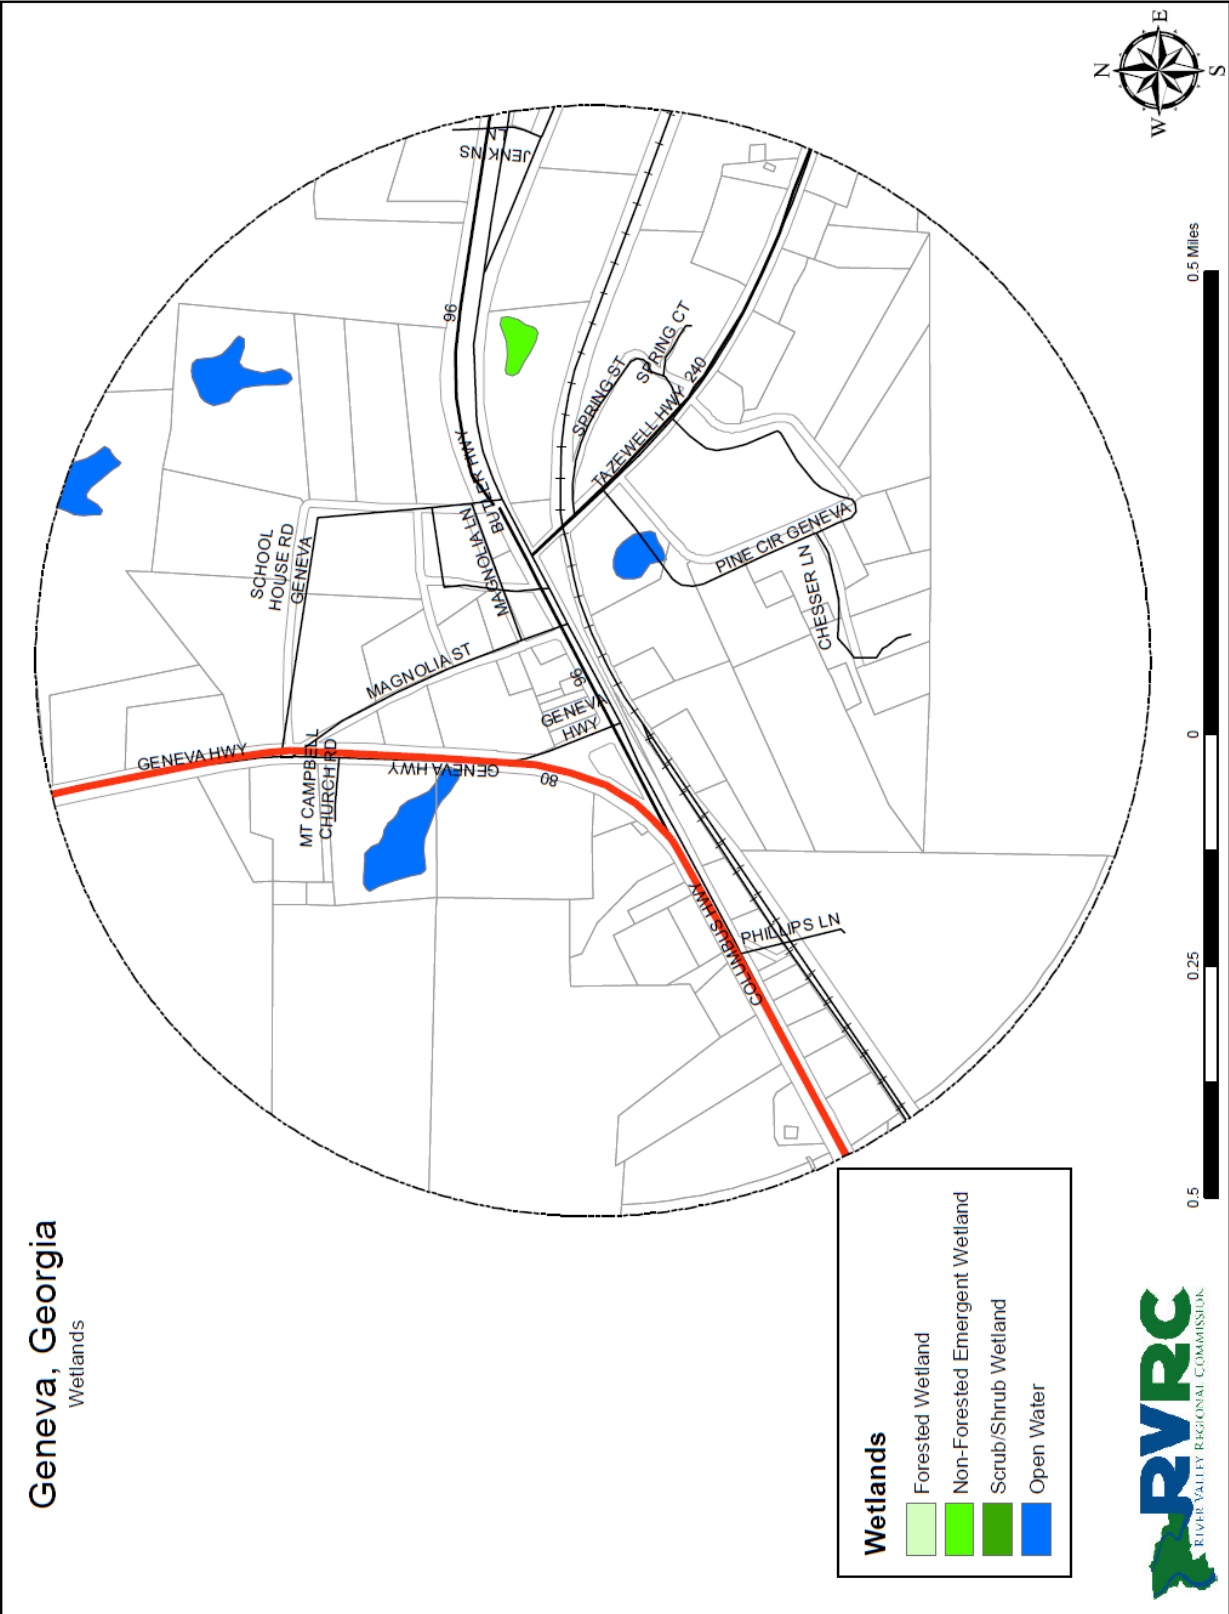 Geneva, Georgia
Wetlands
N
E
S
W
JENKINS
LN
96
SPRING CT
SPRING ST
TAZEWELL HWY 240
BUTLER HWY
MAGNOLIA LN
SCHOOL
HOUSE RD
GENEVA
PINE CIR GENEVA
CHESSER LN
MAGNOLIA ST
96
GENEVA
HWY
GENEVA HWY
MT CAMPBELL
CHURCH RD
GENEVA HWY
80
COLUMBUS HWY
PHILLIPS LN
Wetlands
Forested Wetland
Non-Forested Emergent Wetland
Scrub/Shrub Wetland
Open Water
0.5 0.25 0 0.5 Miles
RVRC
RIVER VALLEY REGIONAL COMMISSION